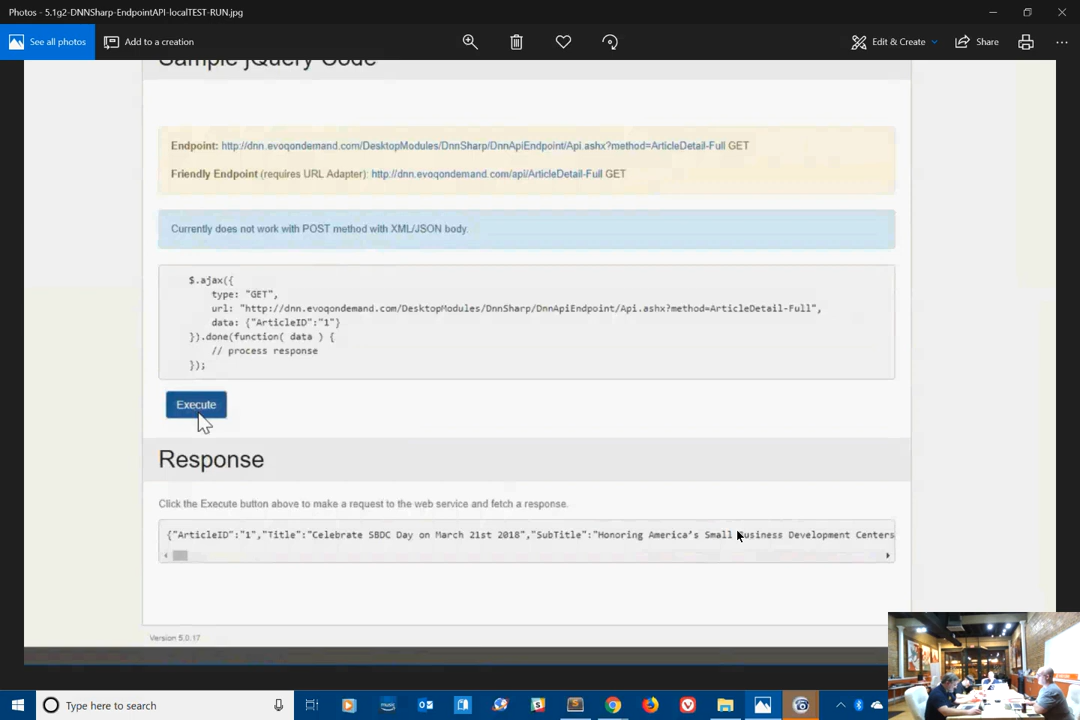 Photos - 5.1g2-DNNSharp-EndpointAPI-localTEST-RUN.jpg
See all photos
Add to a creation
Edit & Create
Share
Sample jQuery Code
Endpoint: http://dnn.evoqondemand.com/DesktopModules/DnnSharp/DnnApiEndpoint/Api.ashx?method=ArticleDetail-Full GET
Friendly Endpoint (requires URL Adapter): http://dnn.evoqondemand.com/api/ArticleDetail-Full GET
Currently does not work with POST method with XML/JSON body.
$.ajax({
type: "GET",
url: "http://dnn.evoqondemand.com/DesktopModules/DnnSharp/DnnApiEndpoint/Api.ashx?method=ArticleDetail-Full",
data: {"ArticleID":"1"}
}).done(function( data ) {
// process response
});
Execute
Response
Click the Execute button above to make a request to the web service and fetch a response.
{"ArticleID":"1","Title":"Celebrate SBDC Day on March 21st 2018","SubTitle":"Honoring America's Small Business Development Centers
Version 5.0.17
Type here to search